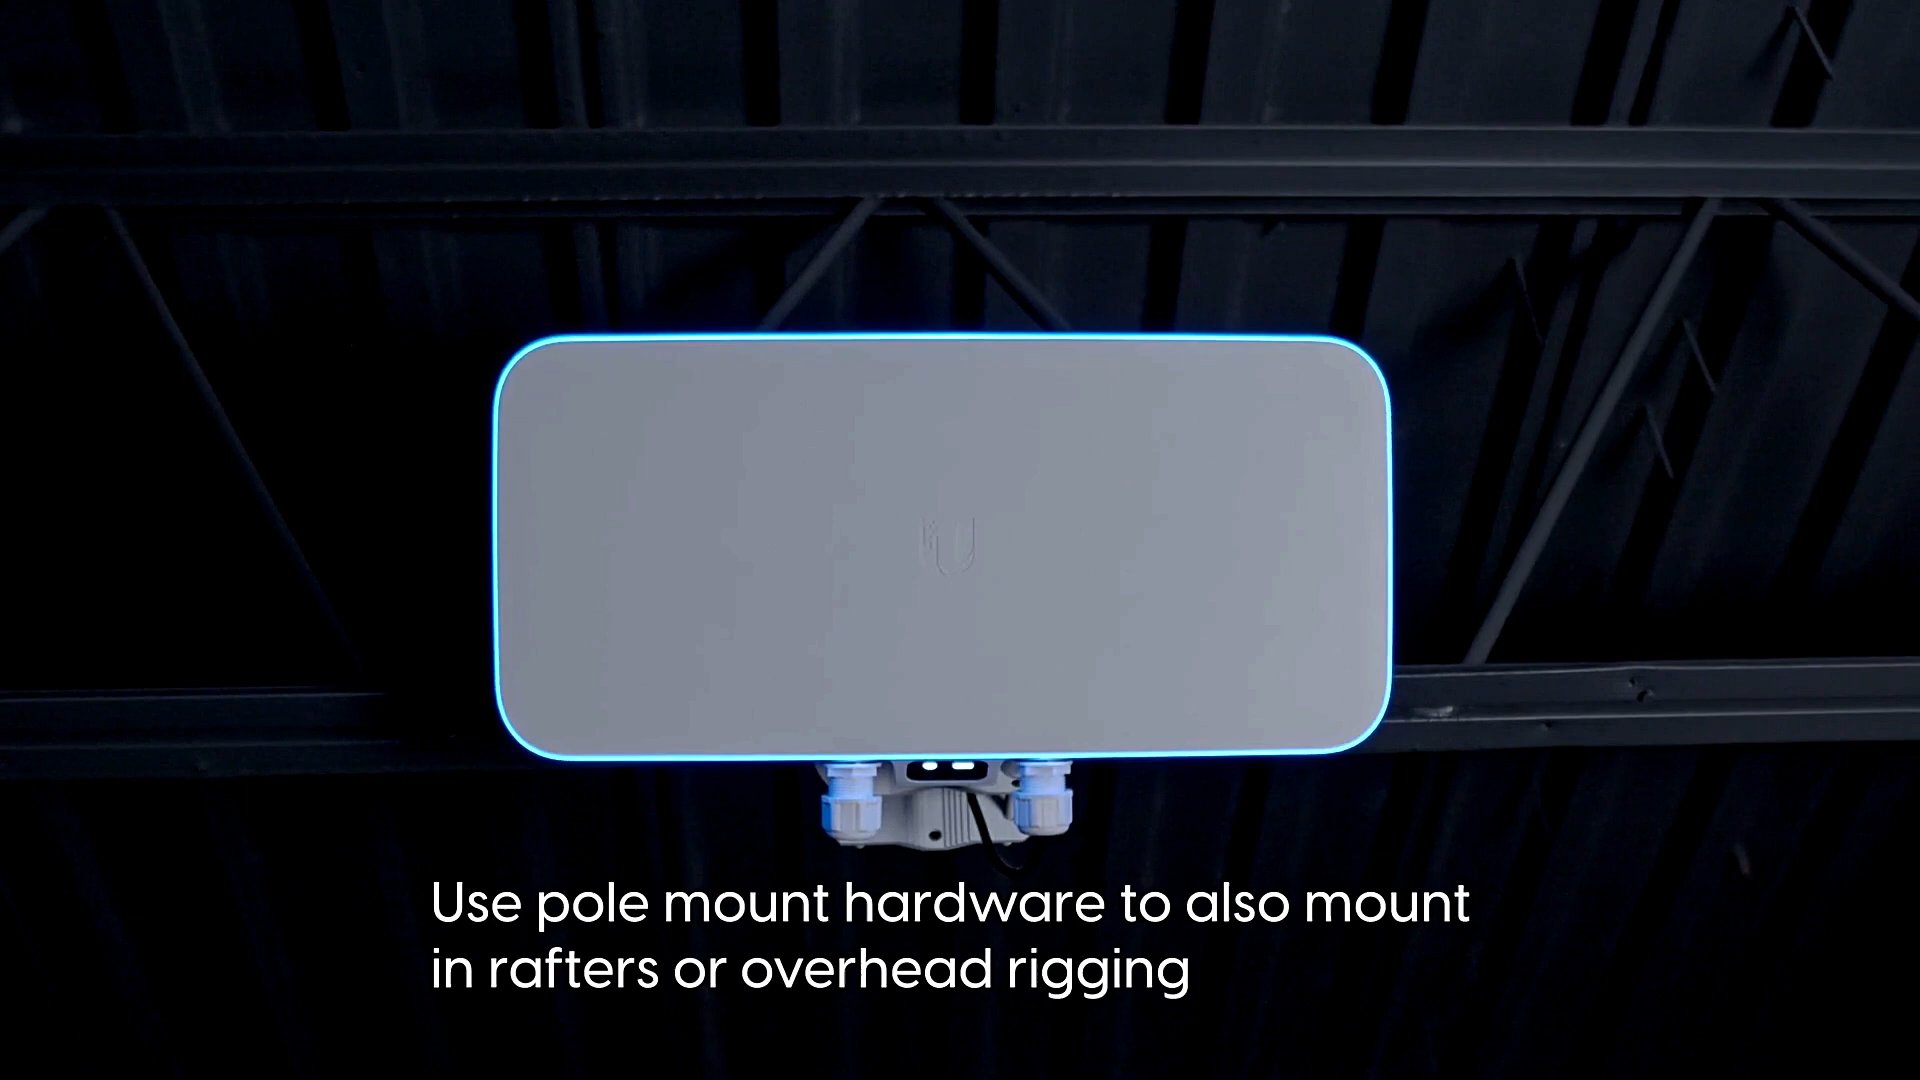 Use pole mount hardware to also mount
in rafters or overhead rigging